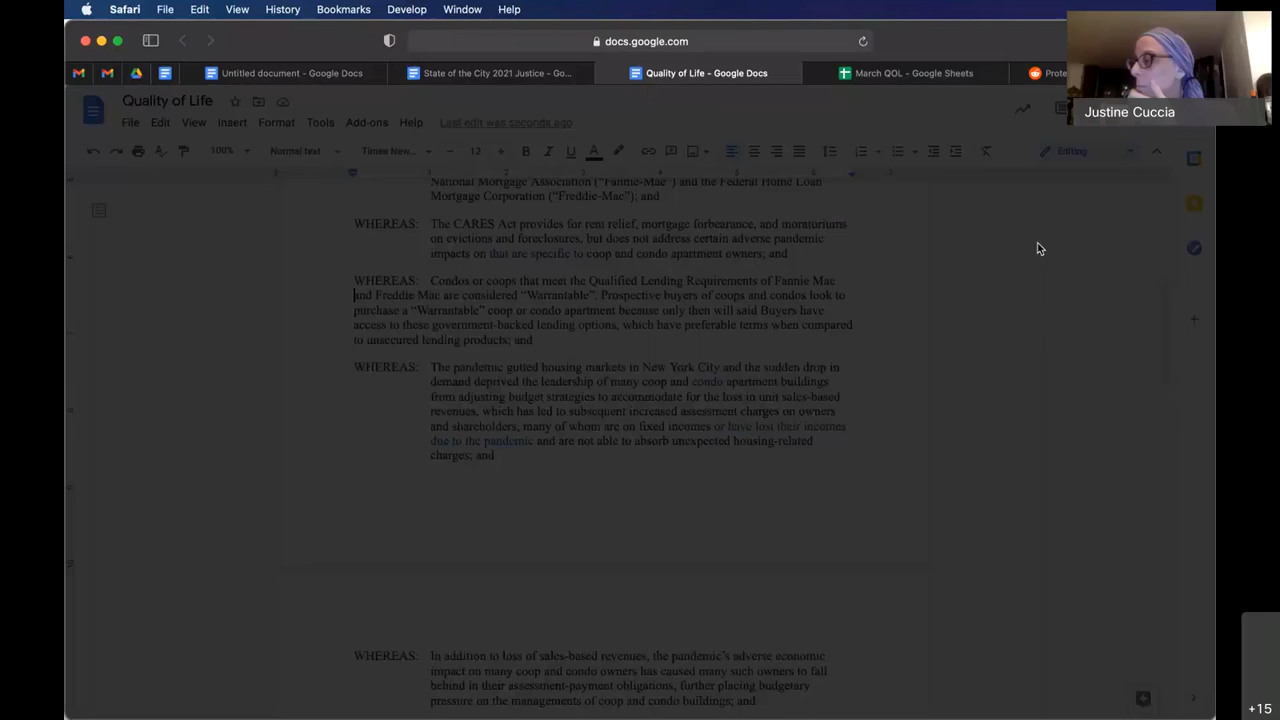 Safari File Edit View History Bookmarks Develop Window Help
docs.google.com
Untitled document - Google Docs State of the City 2021 Justice - Go... Quality of Life - Google Docs March QOL - Google Sheets Prote
Justine Cuccia
Quality of Life
File Edit View Insert Format Tools Add-ons Help Last edit was seconds ago
100% Normal text Times New... 12 Editing
National Mortgage Association (“Fannie-Mae”) and the Federal Home Loan
Mortgage Corporation (“Freddie-Mac”); and
WHEREAS: The CARES Act provides for rent relief, mortgage forbearance, and moratoriums
on evictions and foreclosures, but does not address certain adverse pandemic
impacts on that are specific to coop and condo apartment owners; and
WHEREAS: Condos or coops that meet the Qualified Lending Requirements of Fannie Mae
and Freddie Mac are considered “Warrantable”. Prospective buyers of coops and condos look to
purchase a “Warrantable” coop or condo apartment because only then will said Buyers have
access to these government-backed lending options, which have preferable terms when compared
to unsecured lending products; and
WHEREAS: The pandemic gutted housing markets in New York City and the sudden drop in
demand deprived the leadership of many coop and condo apartment buildings
from adjusting budget strategies to accommodate for the loss in unit sales-based
revenues, which has led to subsequent increased assessment charges on owners
and shareholders, many of whom are on fixed incomes or have lost their incomes
due to the pandemic and are not able to absorb unexpected housing-related
charges; and
WHEREAS: In addition to loss of sales-based revenues, the pandemic’s adverse economic
impact on many coop and condo owners has caused many such owners to fall
behind in their assessment-payment obligations, further placing budgetary
pressure on the managements of coop and condo buildings; and
+15